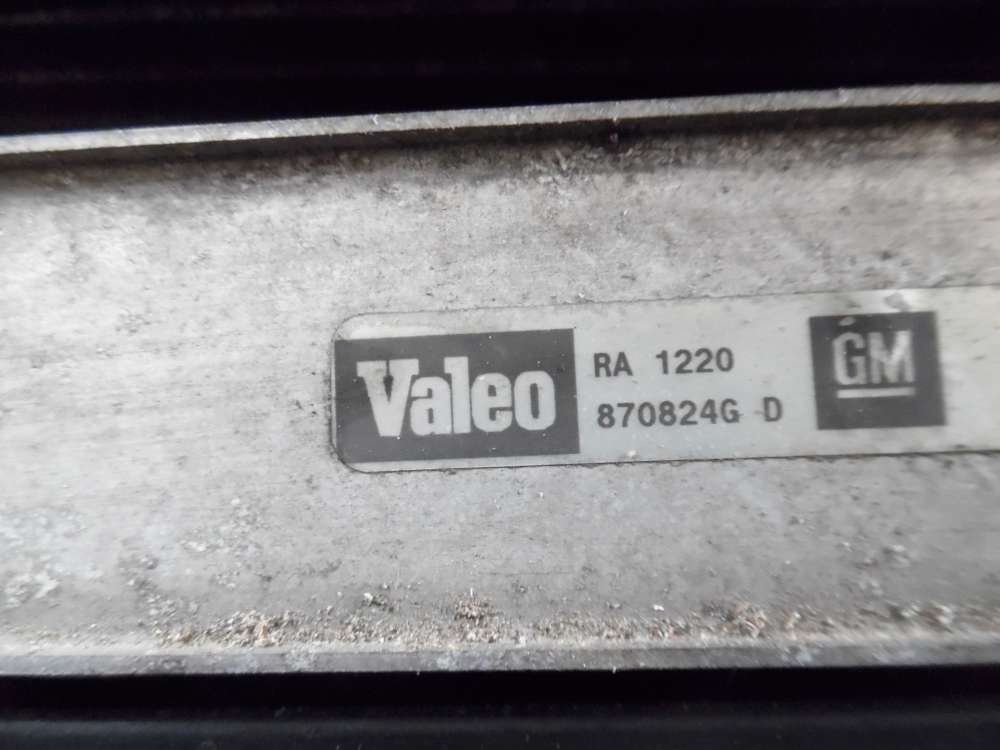 Valeo
RA 1220
870824G D
GM